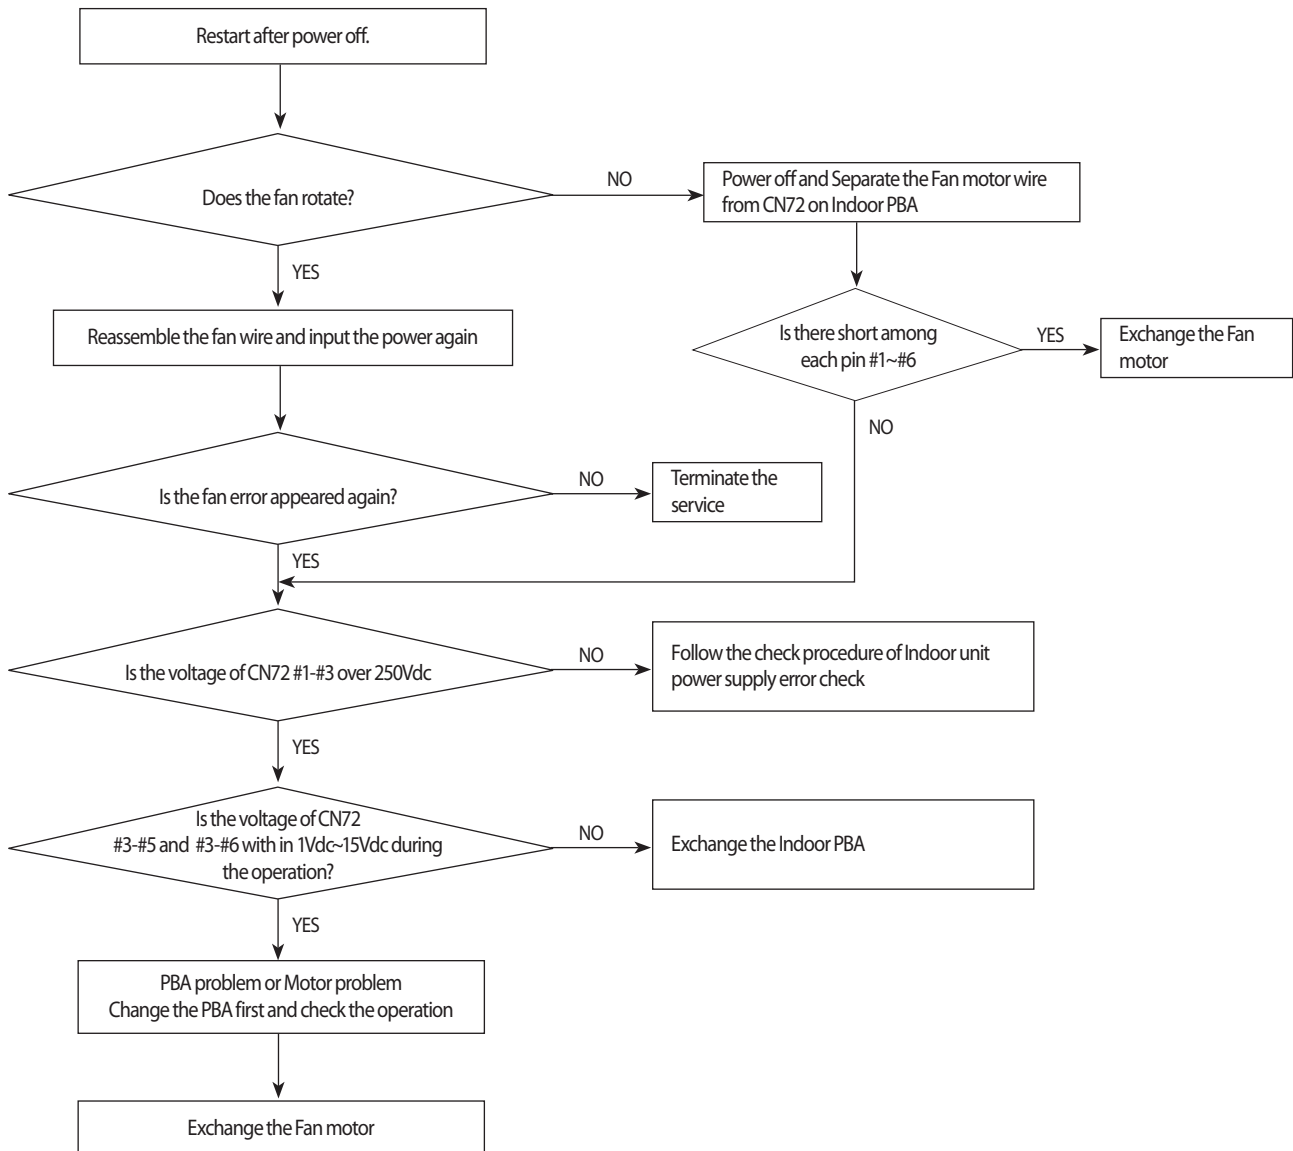 Restart after power off.
Does the fan rotate?
NO
Power off and Separate the Fan motor wire
from CN72 on Indoor PBA
YES
Reassemble the fan wire and input the power again
Is there short among
each pin #1~#6
YES
Exchange the Fan
motor
NO
Is the fan error appeared again?
NO
Terminate the
service
YES
Is the voltage of CN72 #1-#3 over 250Vdc
NO
Follow the check procedure of Indoor unit
power supply error check
YES
Is the voltage of CN72
#3-#5 and #3-#6 with in 1Vdc~15Vdc during
the operation?
NO
Exchange the Indoor PBA
YES
PBA problem or Motor problem
Change the PBA first and check the operation
Exchange the Fan motor